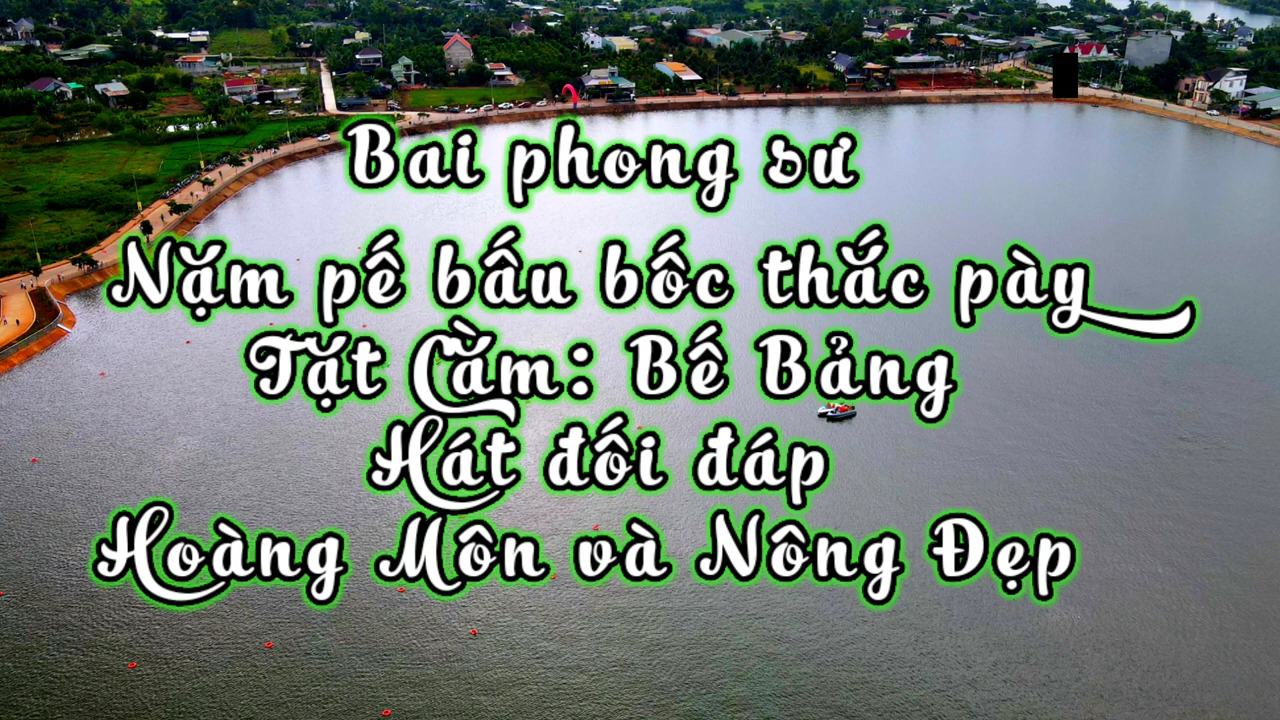 Bai phong sư
Nặm pế bấu bốc thắc pày
Tặt Cằm: Bế Bảng
Hát đối đáp
Hoàng Môn và Nông Đẹp